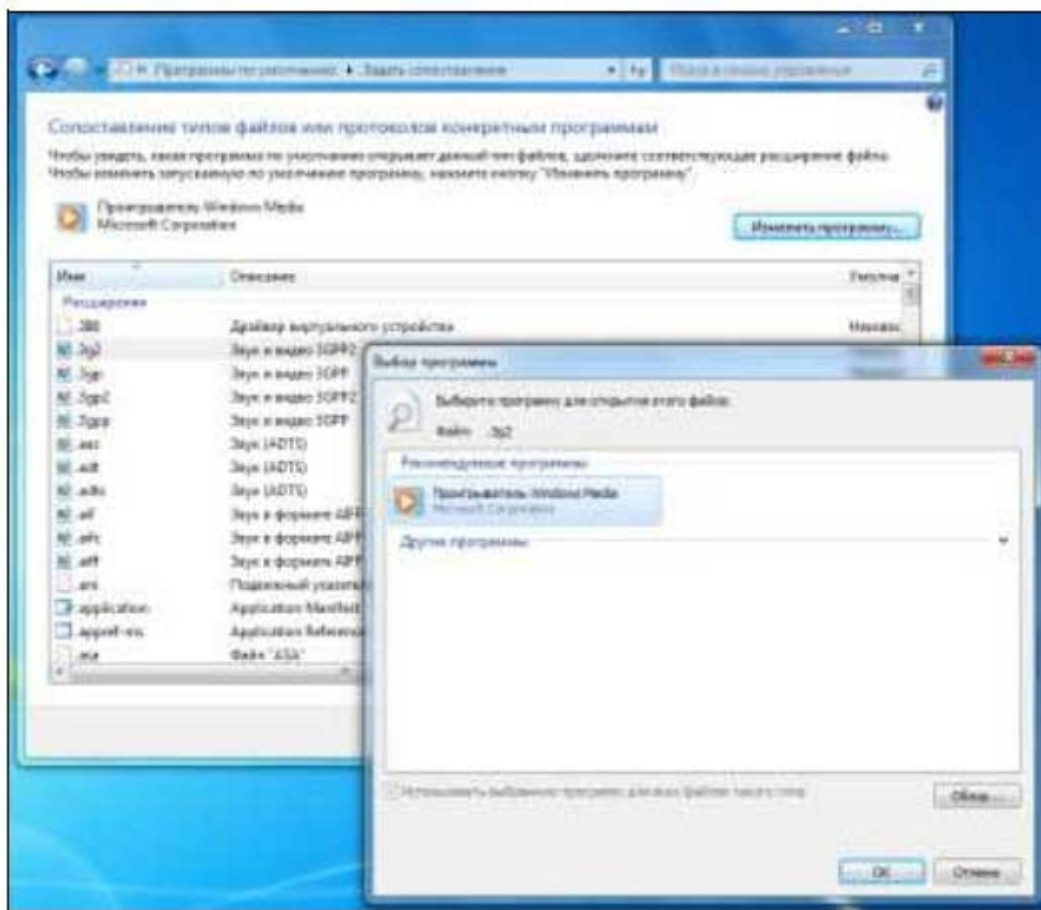 Программы по умолчанию ▸ Задать сопоставления
Поиск в панели управления
Сопоставление типов файлов или протоколов конкретным программам
Чтобы увидеть, какая программа по умолчанию открывает данный тип файлов, щелкните соответствующее расширение файла.
Чтобы изменить запускаемую по умолчанию программу, нажмите кнопку "Изменить программу".
Проигрыватель Windows Media
Microsoft Corporation
Изменить программу...
Имя Описание
Расширения
.386 Драйвер виртуального устройства
.3g2 Звук и видео 3GPP2
.3gp Звук и видео 3GPP
.3gp2 Звук и видео 3GPP2
.3gpp Звук и видео 3GPP
.aac Звук (ADTS)
.adt Звук (ADTS)
.adts Звук (ADTS)
.aif Звук в формате AIFF
.aifc Звук в формате AIFF
.aiff Звук в формате AIFF
.ani
.application Application Manifest
.appref-ms Application
.asa Файл "ASA"
Выбор программы
Выберите программу для открытия этого файла:
Файл: .3g2
Рекомендуемые программы
Проигрыватель Windows Media
Microsoft Corporation
Другие программы
Использовать выбранную программу для всех файлов такого типа
Обзор...
ОК Отмена